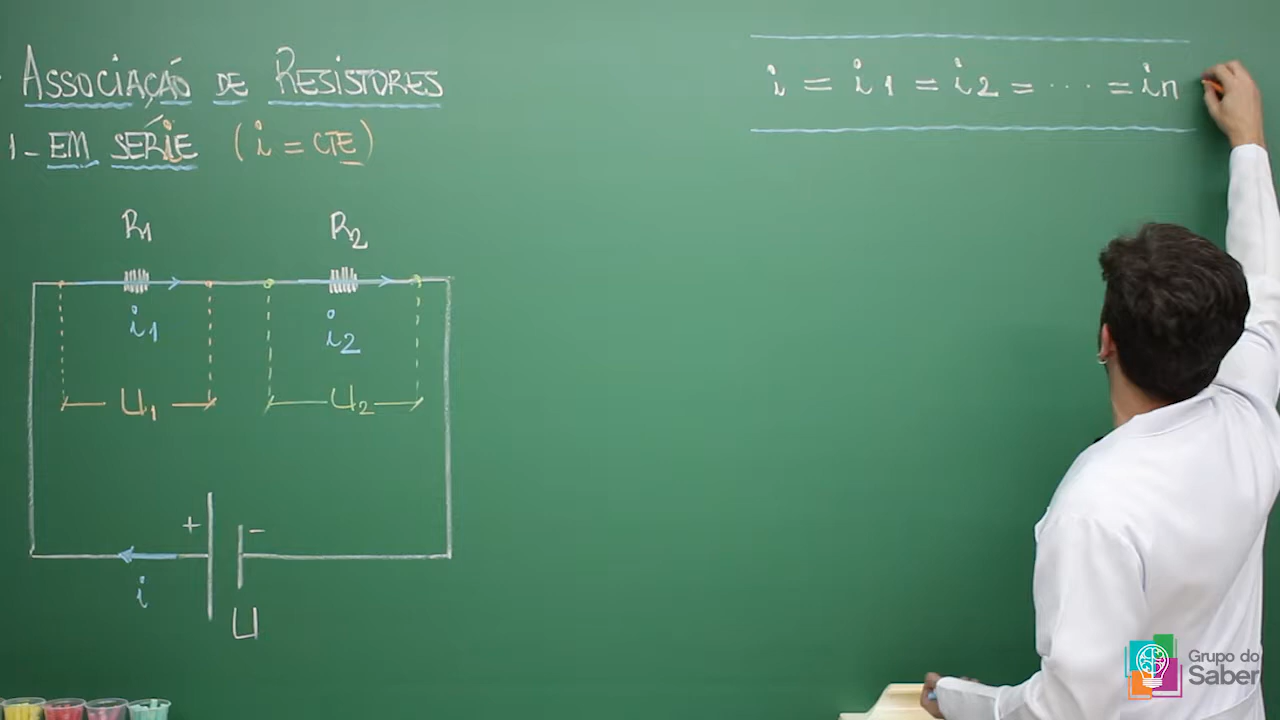 ASSOCIAÇÃO DE RESISTORES
1- EM SÉRIE (i = CTE)
i = i1 = i2 = ... = in
R1 R2
i1 i2
U1 U2
+ -
i
U
Grupo do
Saber